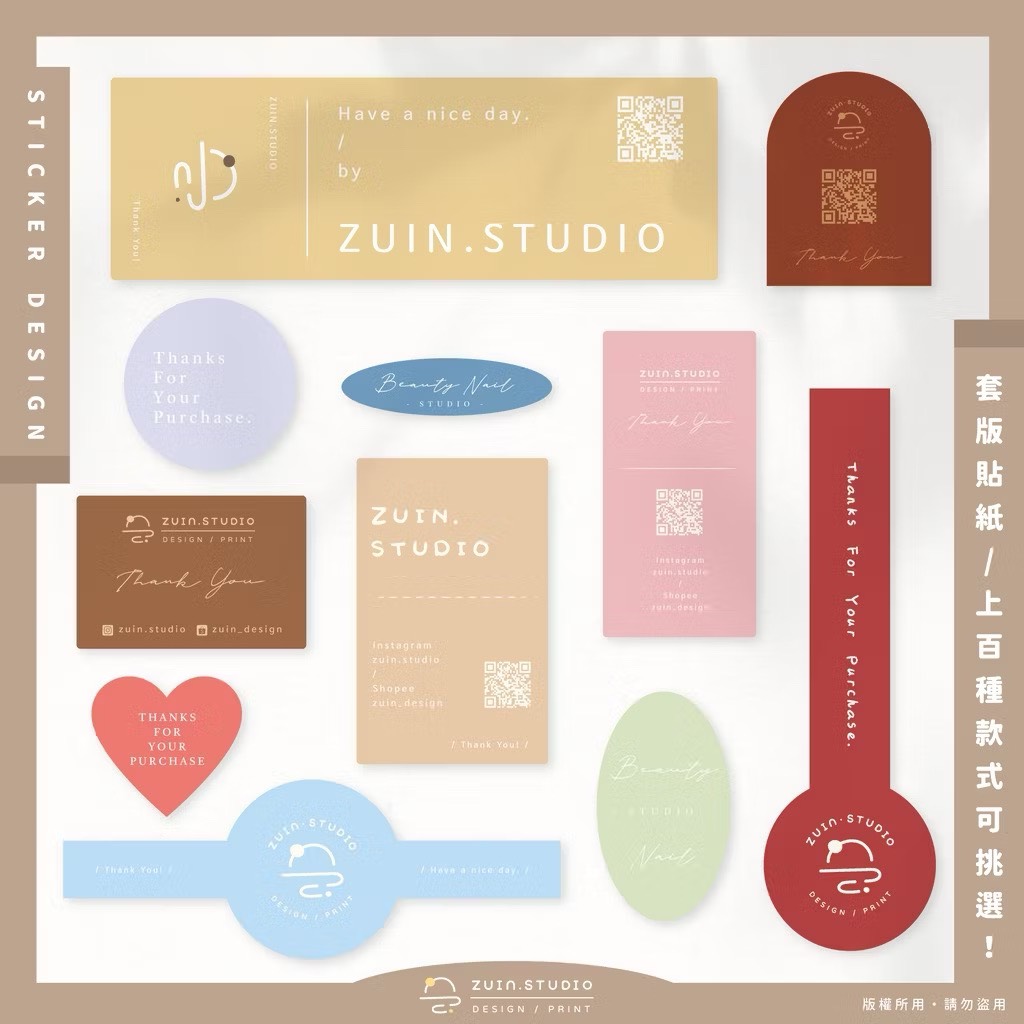 STICKER DESIGN
Thank You!
ZUIN.STUDIO
Have a nice day.
/
by
ZUIN.STUDIO
ZUIN.STUDIO
DESIGN / PRINT
Thank You
Thanks
For
Your
Purchase.
Beauty Nail
- STUDIO -
ZUIN.STUDIO
DESIGN / PRINT
Thank You
Instagram
zuin.studio
/
Shopee
zuin_design
Thanks For Your Purchase.
ZUIN.STUDIO
DESIGN / PRINT
ZUIN.STUDIO
DESIGN / PRINT
Thank You
zuin.studio
zuin_design
ZUIN.
STUDIO
Instagram
zuin.studio
/
Shopee
zuin_design
/ Thank You! /
THANKS
FOR
YOUR
PURCHASE
/ Thank You! /
ZUIN.STUDIO
DESIGN / PRINT
/ Have a nice day. /
Beauty
STUDIO
Nail
套版貼紙/上百種款式可挑選!
ZUIN.STUDIO
DESIGN / PRINT
版權所用・請勿盜用